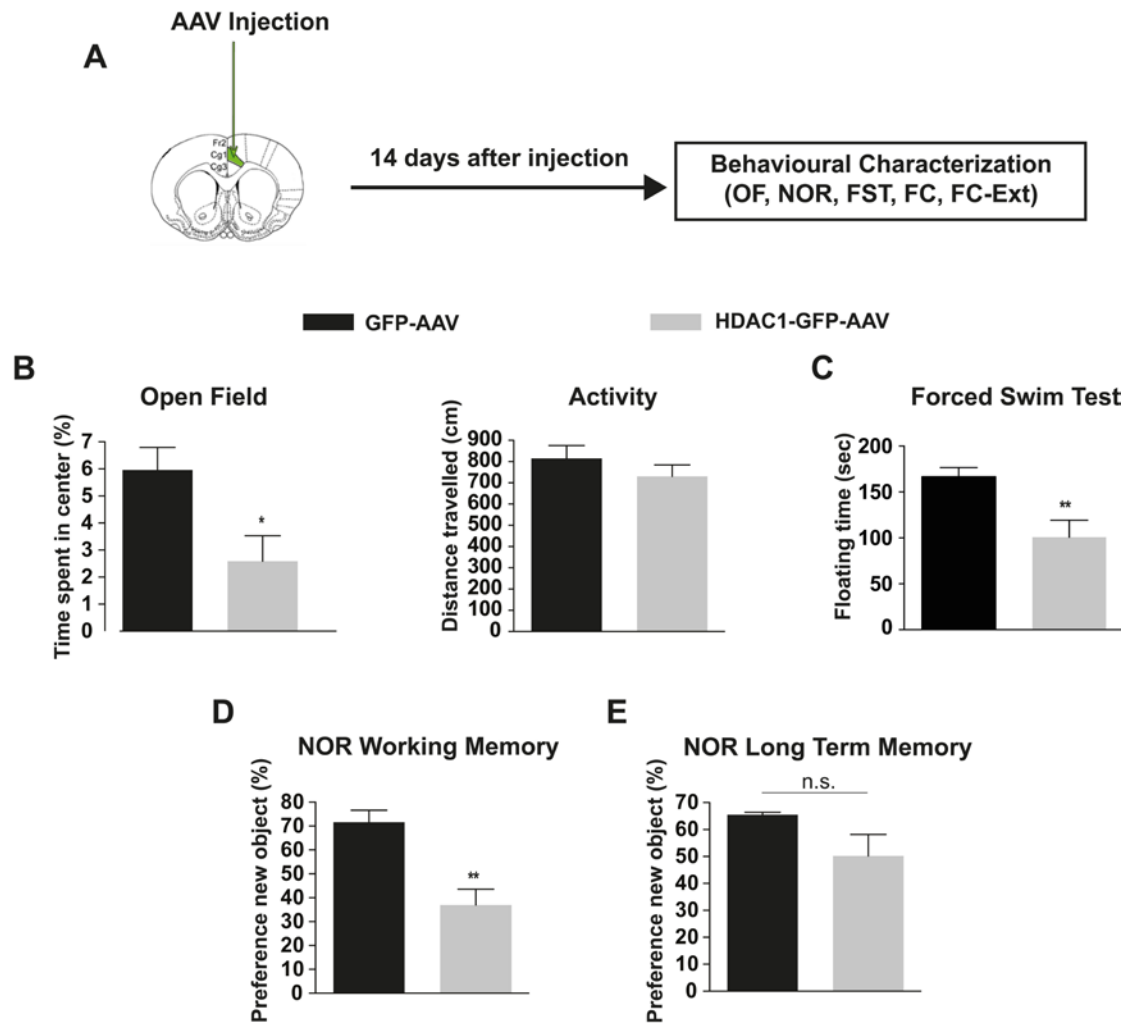 AAV Injection
A
Fr2
Cg1
Cg3
14 days after injection
Behavioural Characterization
(OF, NOR, FST, FC, FC-Ext)
GFP-AAV
HDAC1-GFP-AAV
B
Open Field
Time spent in center (%)
7
6
5
4
3
2
1
0
*
Activity
Distance travelled (cm)
900
800
700
600
500
400
300
200
100
0
C
Forced Swim Test
Floating time (sec)
200
150
100
50
0
**
D
NOR Working Memory
Preference new object (%)
80
70
60
50
40
30
20
10
0
**
E
NOR Long Term Memory
Preference new object (%)
70
60
50
40
30
20
10
0
n.s.